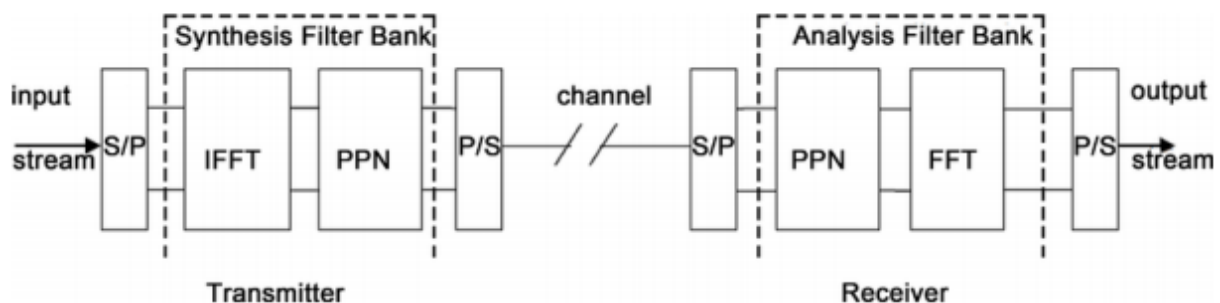 Synthesis Filter Bank
Analysis Filter Bank
input
channel
output
stream
S/P
IFFT
PPN
P/S
S/P
PPN
FFT
P/S
stream
Transmitter
Receiver